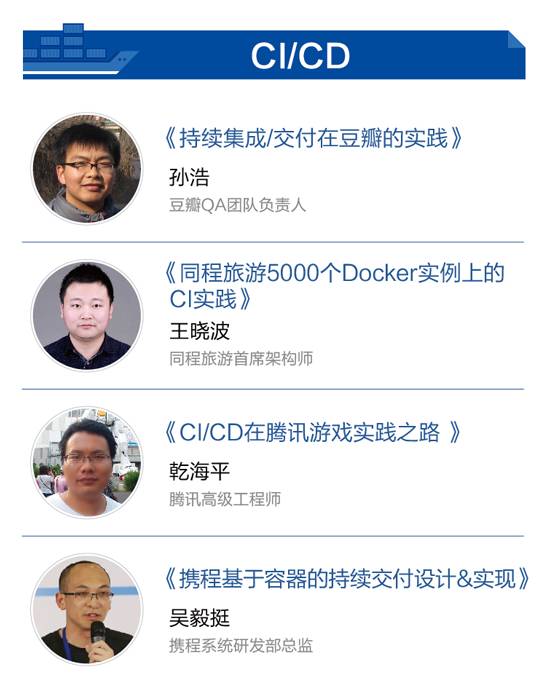 CI/CD
《持续集成/交付在豆瓣的实践》
孙浩
豆瓣QA团队负责人
《同程旅游5000个Docker实例上的
CI实践》
王晓波
同程旅游首席架构师
《CI/CD在腾讯游戏实践之路 》
乾海平
腾讯高级工程师
《携程基于容器的持续交付设计&实现》
吴毅挺
携程系统研发部总监